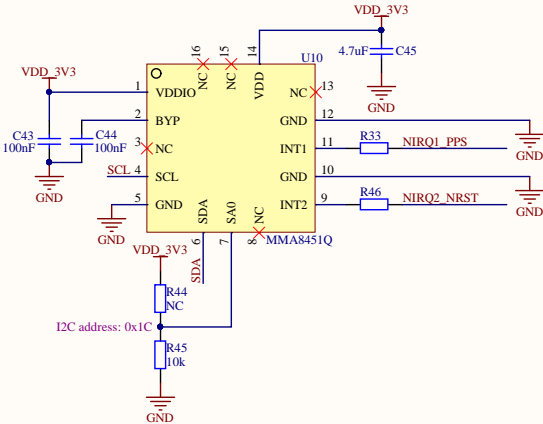 VDD_3V3
4.7uF C45
GND
U10
16 15 14
NC NC VDD
VDD_3V3
1 VDDIO
NC 13
2 BYP
GND 12 GND
C43 100nF
C44 100nF
3 NC
INT1 11 R33 NIRQ1_PPS
SCL 4 SCL
GND 10 GND
GND
5 GND
INT2 9 R46 NIRQ2_NRST
GND
SDA SA0 NC
6 7 8
MMA8451Q
SDA
VDD_3V3
R44
NC
I2C address: 0x1C
R45
10k
GND